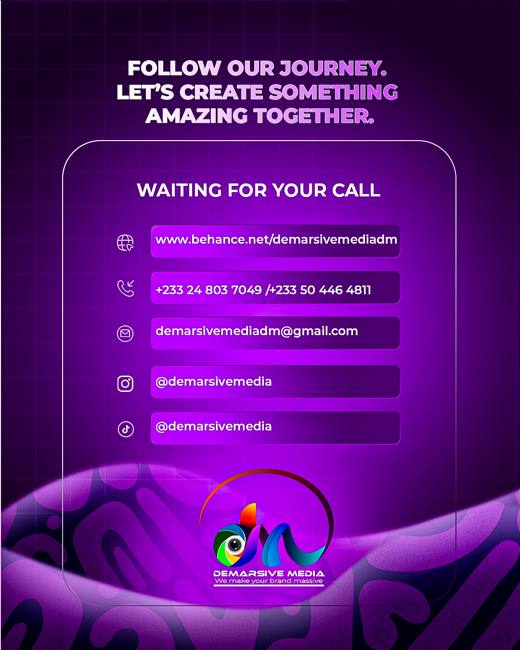 FOLLOW OUR JOURNEY.
LET'S CREATE SOMETHING
AMAZING TOGETHER.
WAITING FOR YOUR CALL
www.behance.net/demarsivemediadm
+233 24 803 7049 /+233 50 446 4811
demarsivemediadm@gmail.com
@demarsivemedia
@demarsivemedia
dm
DEMARSIVE MEDIA
We make your brand massive